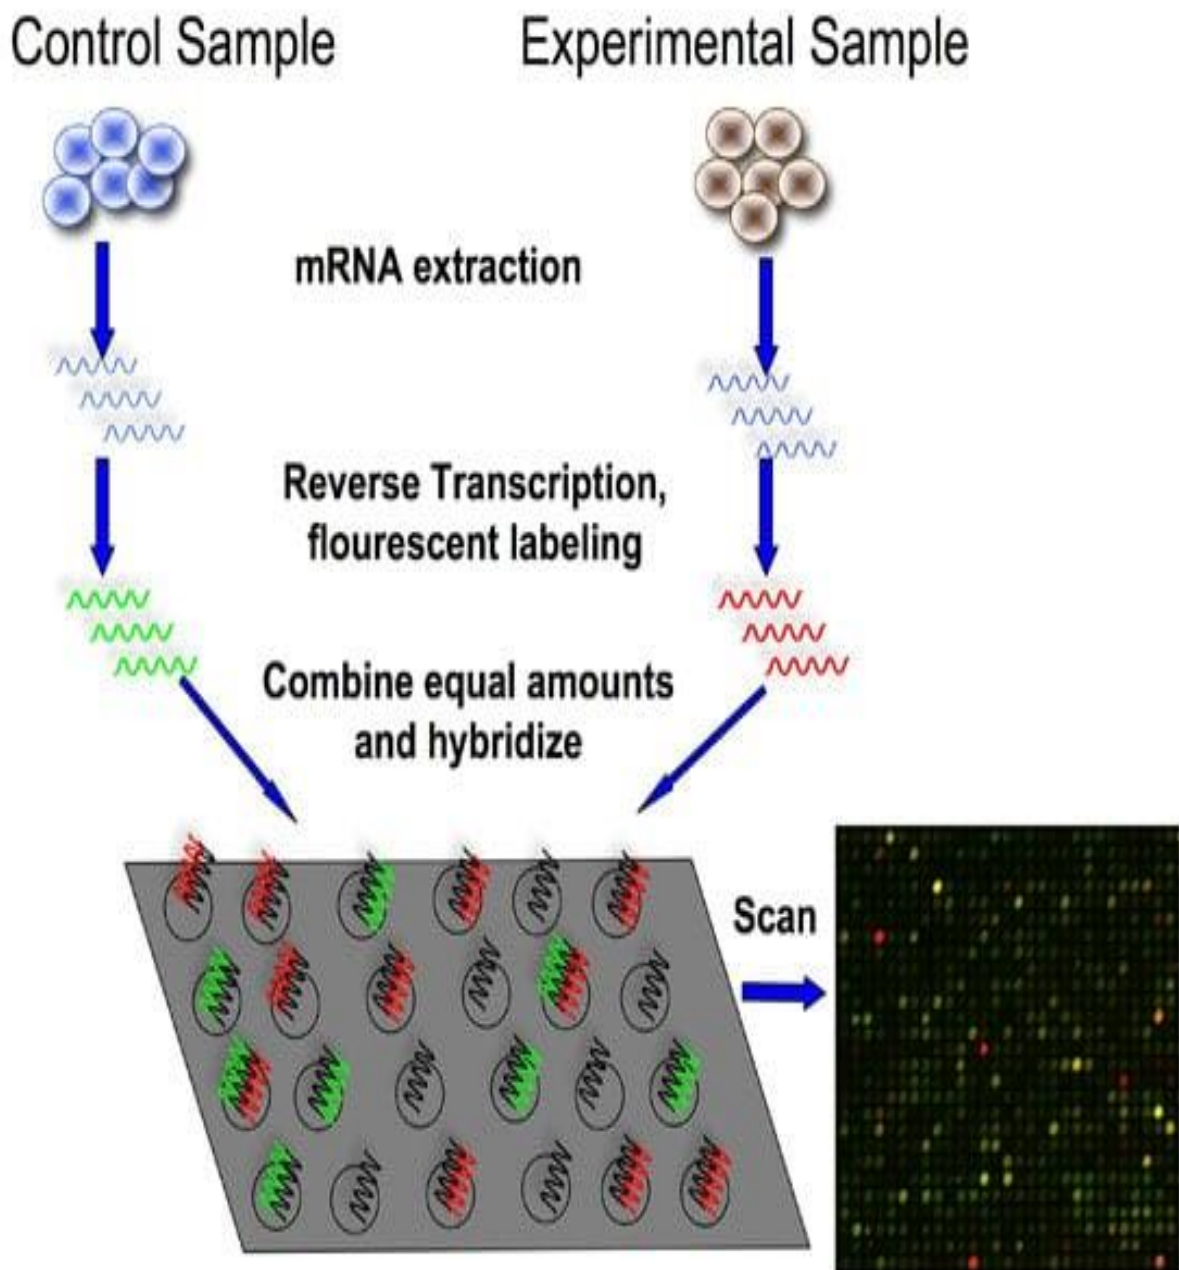 Control Sample
Experimental Sample
mRNA extraction
Reverse Transcription,
flourescent labeling
Combine equal amounts
and hybridize
Scan